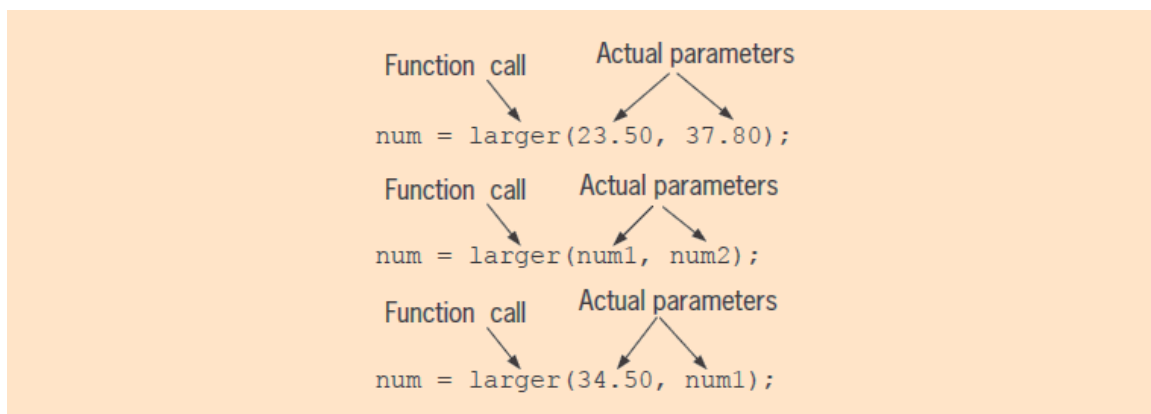 Function call Actual parameters
num = larger(23.50, 37.80);
Function call Actual parameters
num = larger(num1, num2);
Function call Actual parameters
num = larger(34.50, num1);